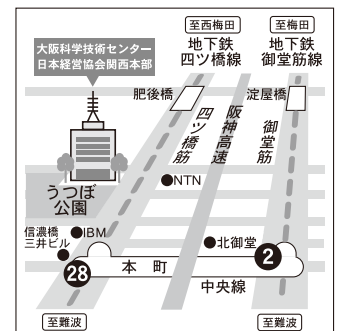 至西梅田
至梅田
地下鉄
四ツ橋線
地下鉄
御堂筋線
大阪科学技術センター
日本経営協会関西本部
肥後橋
淀屋橋
四ツ橋筋
阪神高速
御堂筋
NTN
うつぼ
公園
信濃橋
三井ビル
IBM
北御堂
28
本町
2
中央線
至難波
至難波